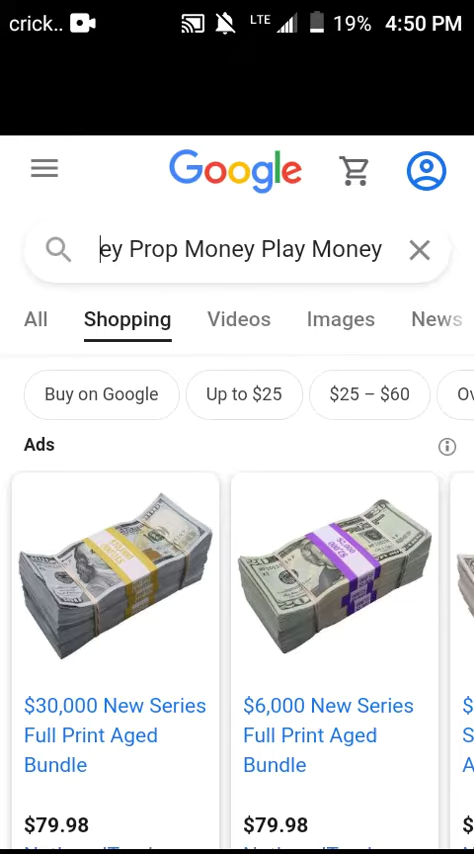 crick.. LTE 19% 4:50 PM
Google
ey Prop Money Play Money
All Shopping Videos Images News
Buy on Google Up to $25 $25 – $60 Ov
Ads
$30,000 New Series
Full Print Aged
Bundle
$79.98
$6,000 New Series
Full Print Aged
Bundle
$79.98
$
S
A
$